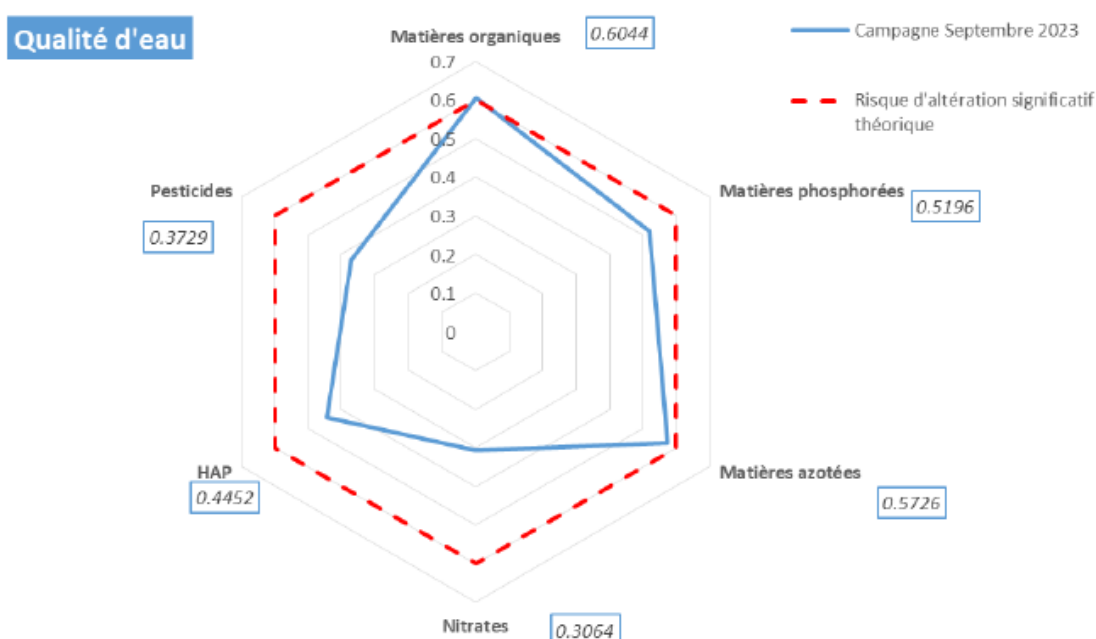 Qualité d'eau
Matières organiques
0.6044
Campagne Septembre 2023
Risque d'altération significatif
théorique
0.7
0.6
0.5
0.4
0.3
0.2
0.1
0
Pesticides
0.3729
Matières phosphorées
0.5196
HAP
0.4452
Matières azotées
0.5726
Nitrates
0.3064